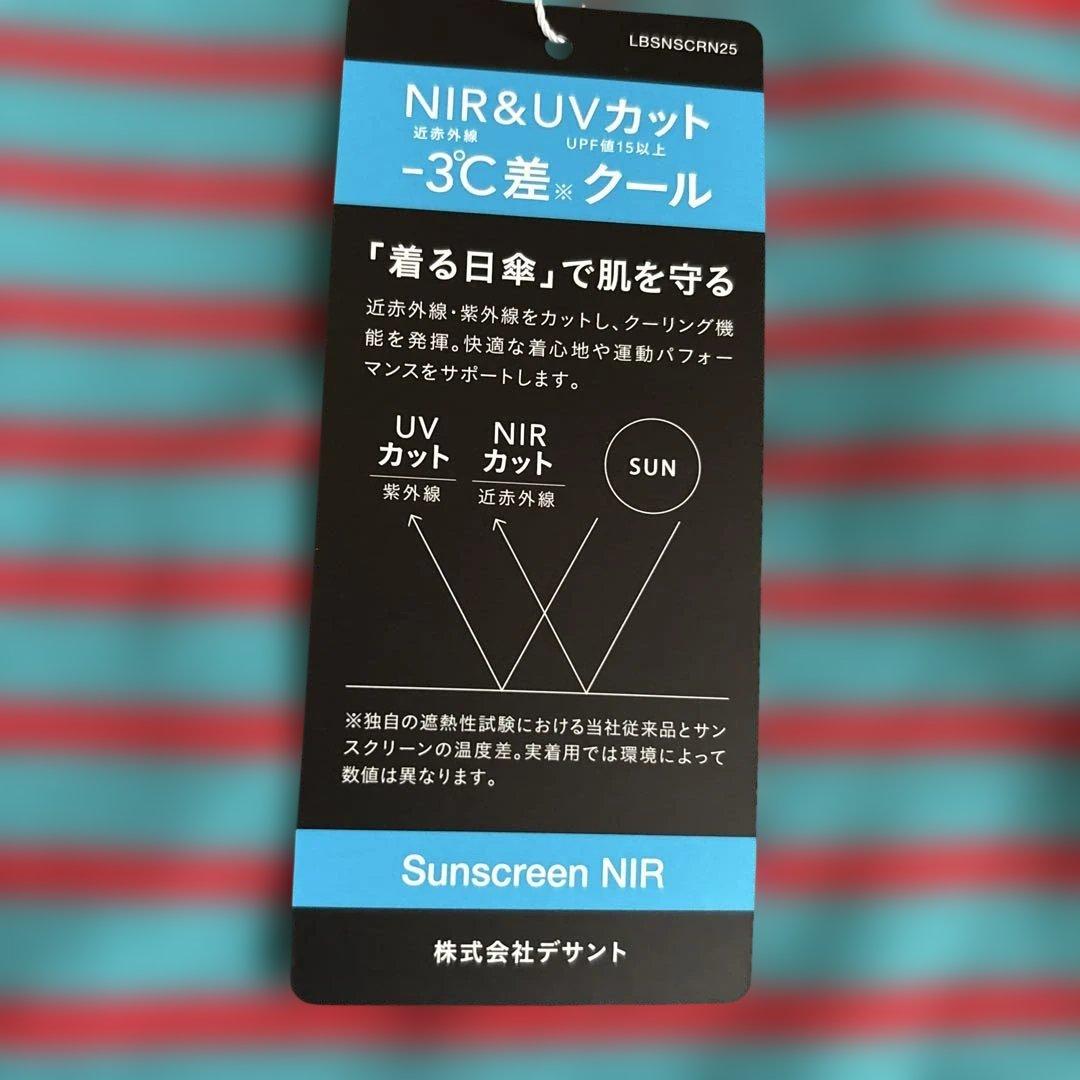 LBSNSCRN25
NIR&UVカット
近赤外線 UPF値15以上
-3℃差※クール
「着る日傘」で肌を守る
近赤外線・紫外線をカットし、クーリング機
能を発揮。快適な着心地や運動パフォー
マンスをサポートします。
UV
カット
紫外線
NIR
カット
近赤外線
SUN
※独自の遮熱性試験における当社従来品とサン
スクリーンの温度差。実着用では環境によって
数値は異なります。
Sunscreen NIR
株式会社デサント